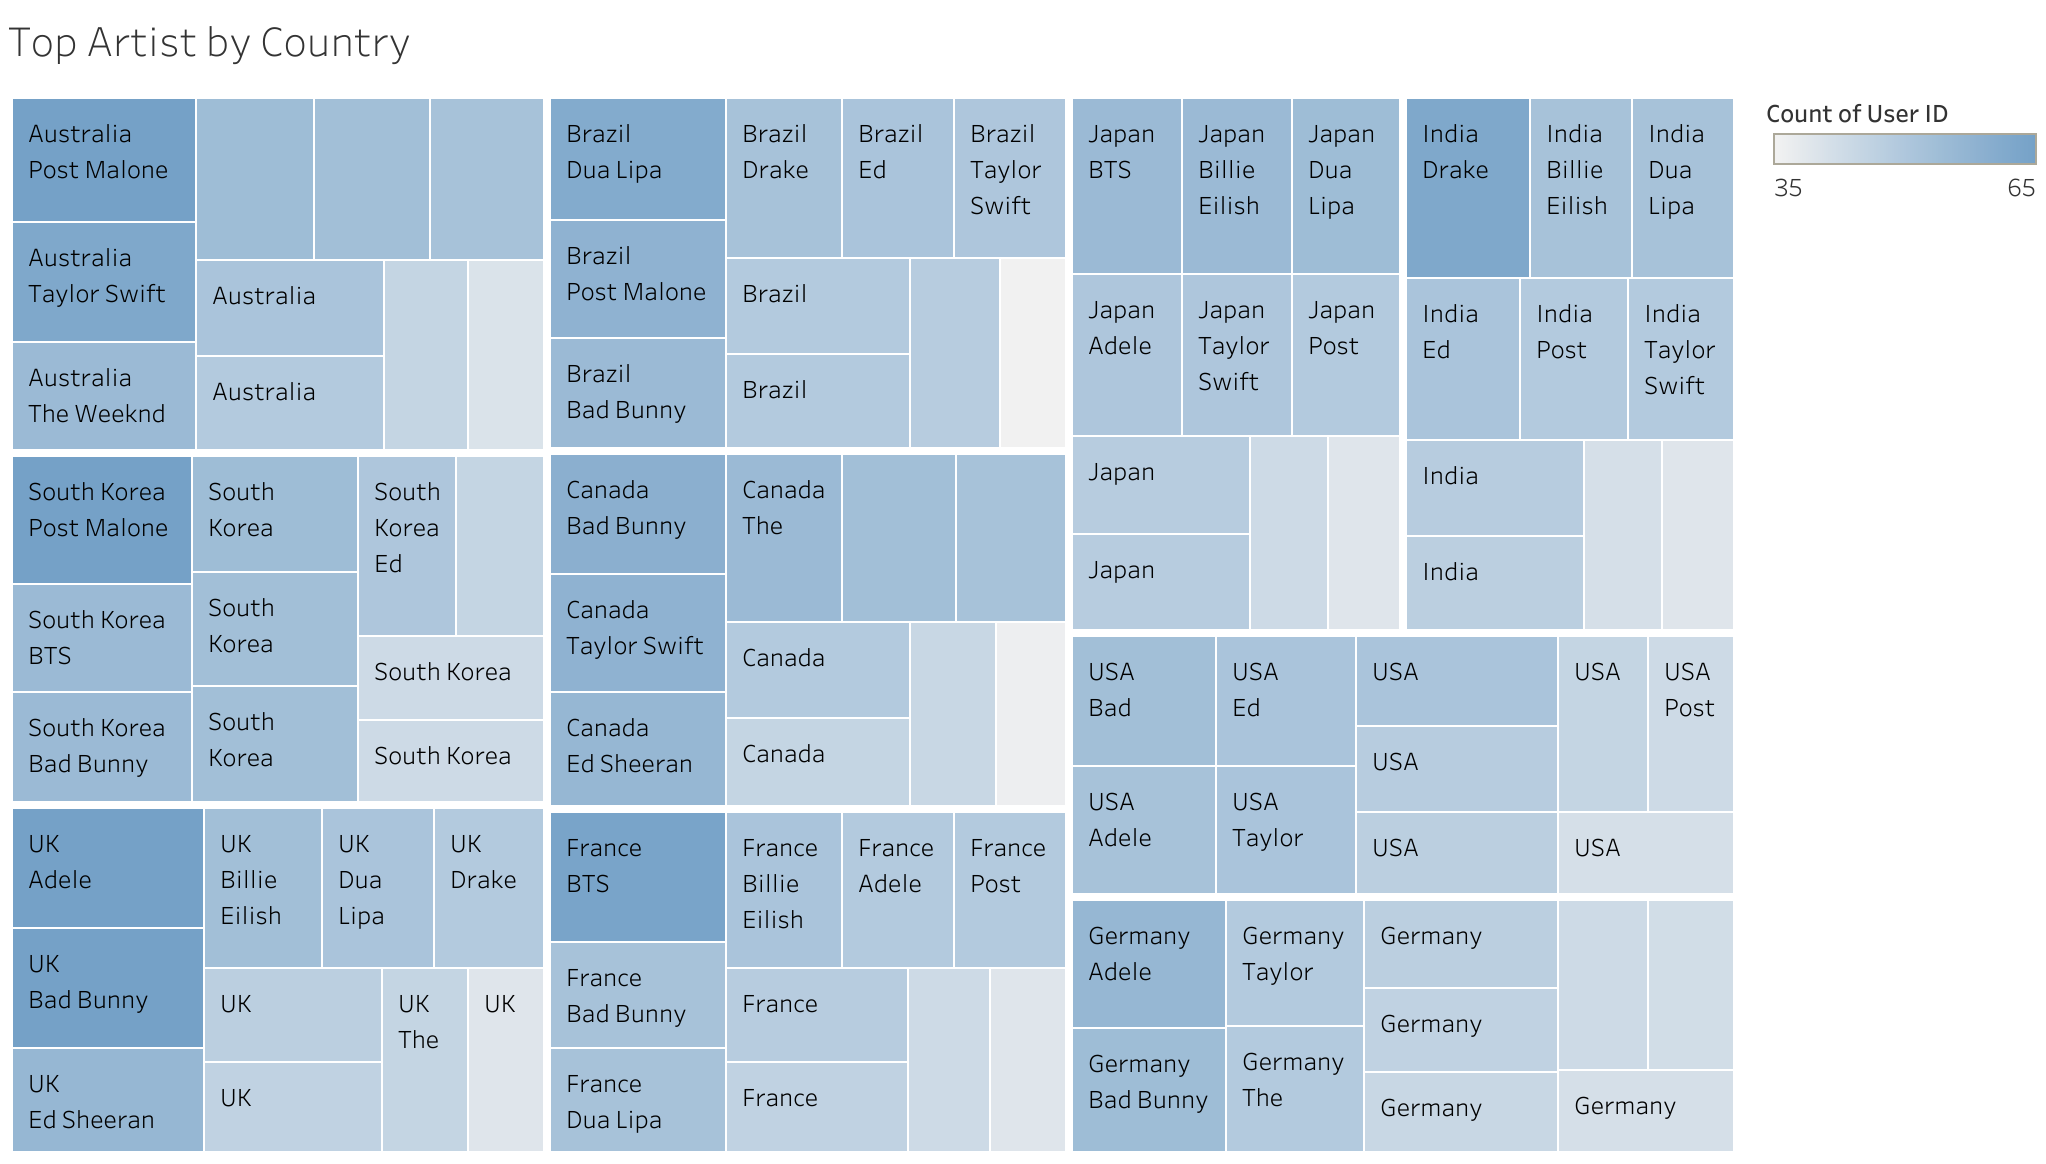 Top Artist by Country
Australia
Post Malone
Australia
Taylor Swift
Australia
The Weeknd
Australia
Australia
South Korea
Post Malone
South Korea
BTS
South Korea
Bad Bunny
South
Korea
South
Korea
South
Korea
South
Korea
Ed
South Korea
South Korea
UK
Adele
UK
Bad Bunny
UK
Ed Sheeran
UK
Billie
Eilish
UK
Dua
Lipa
UK
Drake
UK
UK
UK
The
UK
Brazil
Dua Lipa
Brazil
Post Malone
Brazil
Bad Bunny
Brazil
Drake
Brazil
Ed
Brazil
Taylor
Swift
Brazil
Brazil
Canada
Bad Bunny
Canada
Taylor Swift
Canada
Ed Sheeran
Canada
The
Canada
Canada
France
BTS
France
Bad Bunny
France
Dua Lipa
France
Billie
Eilish
France
Adele
France
Post
France
France
Japan
BTS
Japan
Billie
Eilish
Japan
Dua
Lipa
Japan
Adele
Japan
Taylor
Swift
Japan
Post
Japan
Japan
India
Drake
India
Billie
Eilish
India
Dua
Lipa
India
Ed
India
Post
India
Taylor
Swift
India
India
USA
Bad
USA
Adele
USA
Ed
USA
Taylor
USA
USA
USA
USA
USA
Post
USA
Germany
Adele
Germany
Bad Bunny
Germany
Taylor
Germany
The
Germany
Germany
Germany
Germany
Count of User ID
35
65